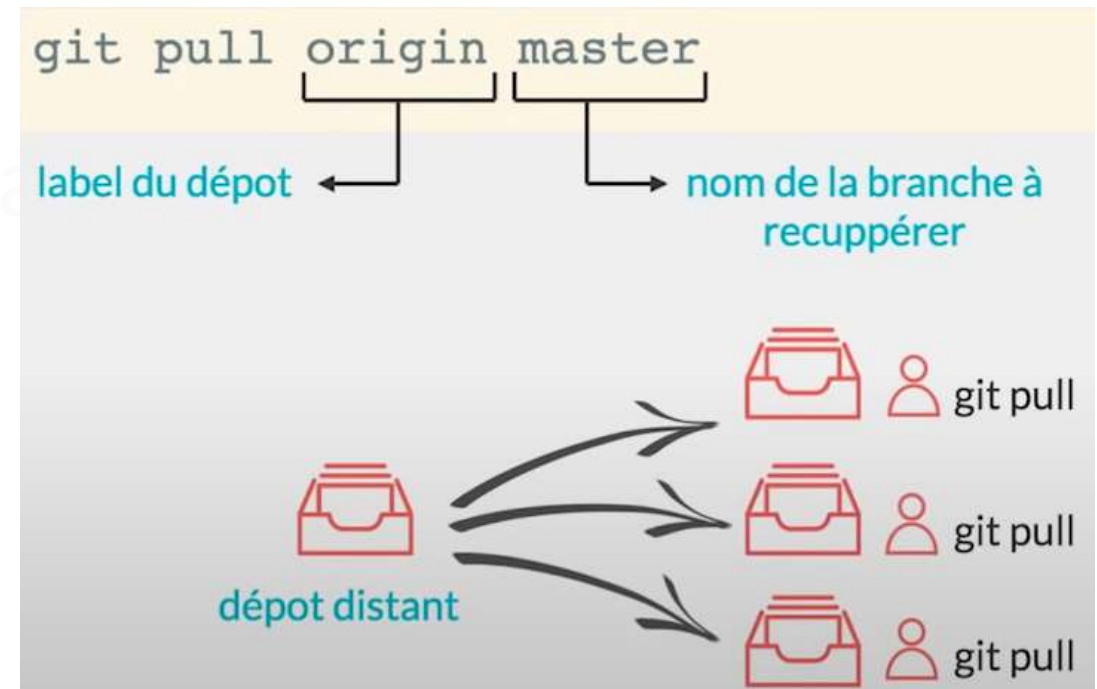 git pull origin master
label du dépot
nom de la branche à
recuppérer
git pull
git pull
dépot distant
git pull